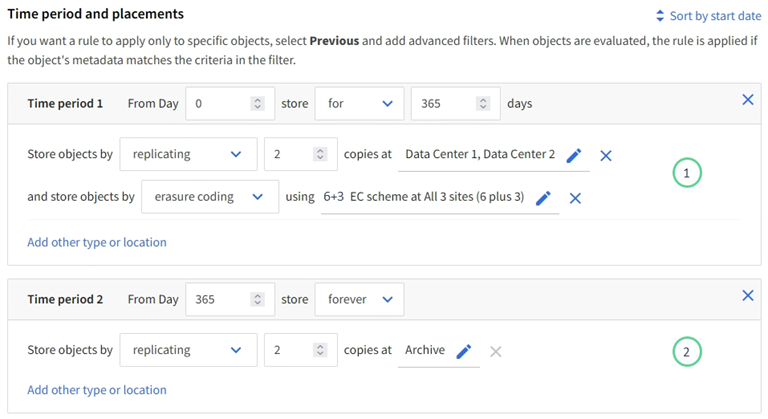 Time period and placements
Sort by start date
If you want a rule to apply only to specific objects, select Previous and add advanced filters. When objects are evaluated, the rule is applied if
the object's metadata matches the criteria in the filter.
Time period 1 From Day 0 store for 365 days
Store objects by replicating 2 copies at Data Center 1, Data Center 2
1
and store objects by erasure coding using 6+3 EC scheme at All 3 sites (6 plus 3)
Add other type or location
Time period 2 From Day 365 store forever
Store objects by replicating 2 copies at Archive
2
Add other type or location